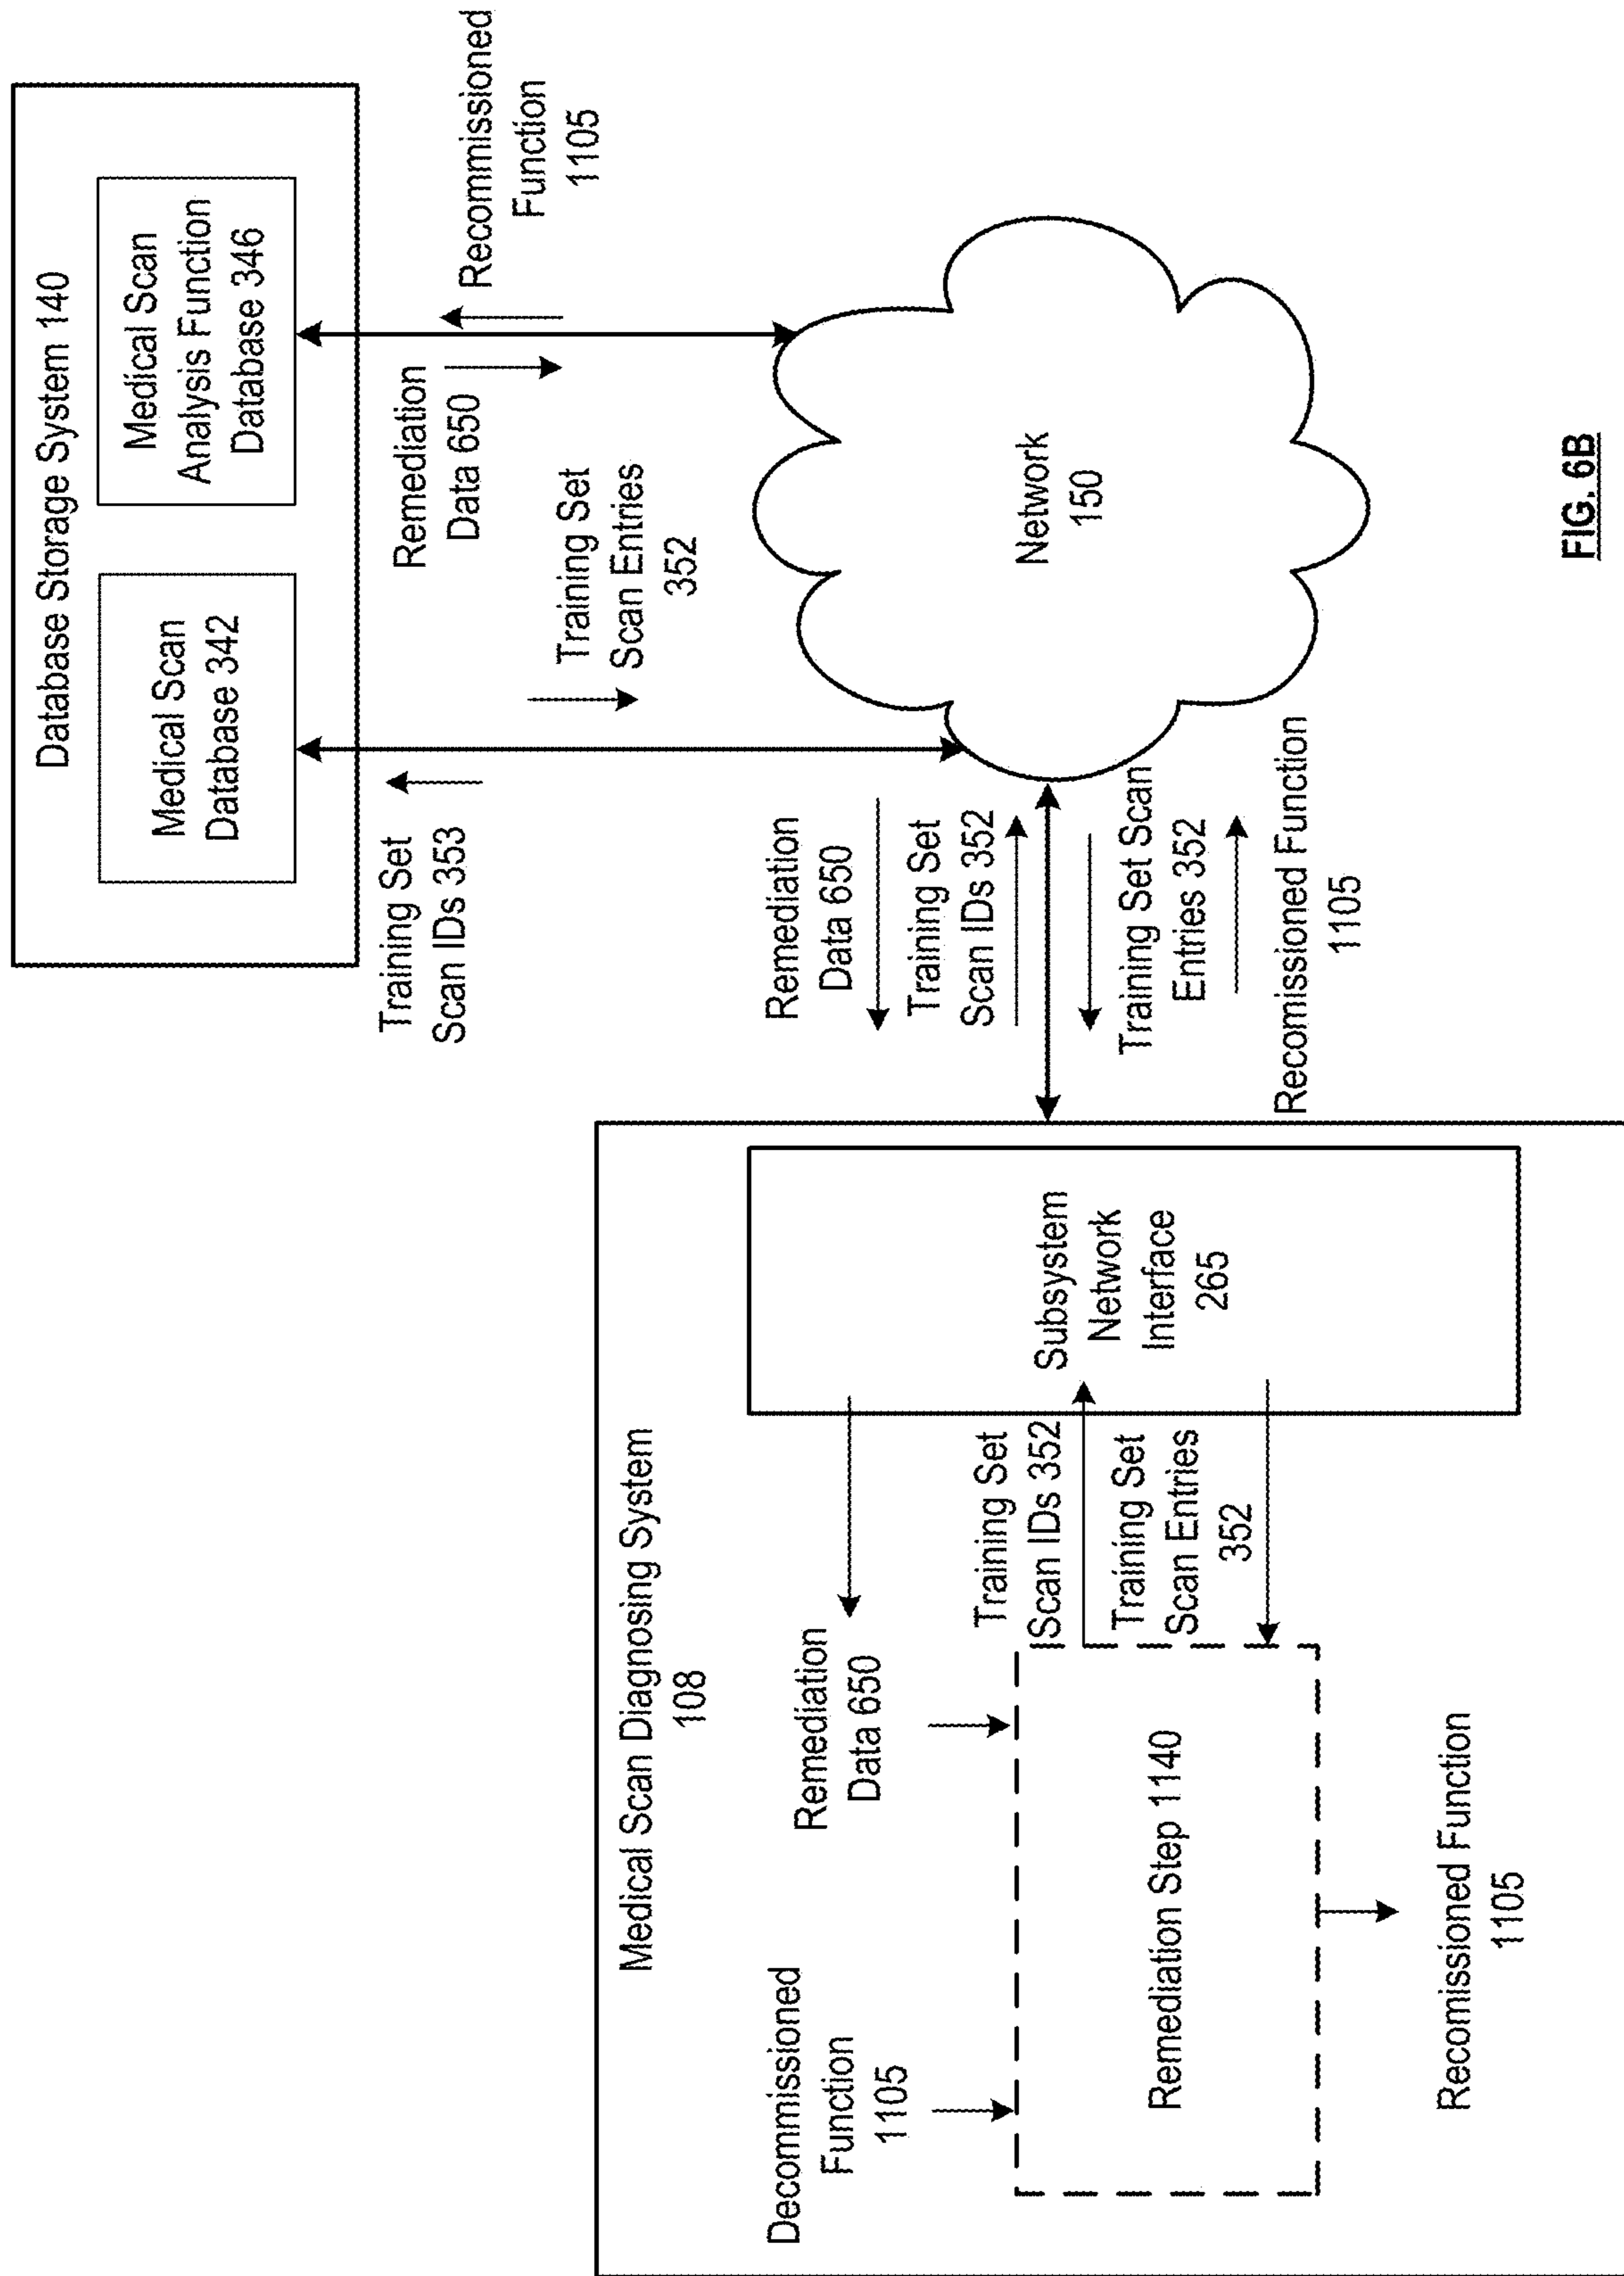 Database Storage System 140
Medical Scan
Database 342
Medical Scan
Analysis Function
Database 346
Training Set
Scan IDs 353
Training Set
Scan Entries
352
Remediation
Data 650
Recommissioned
Function
1105
Network
150
Remediation
Data 650
Training Set
Scan IDs 352
Training Set Scan
Entries 352
Recomissioned Function
1105
Medical Scan Diagnosing System
108
Subsystem
Network
Interface
265
Decommissioned
Function
1105
Remediation
Data 650
Training Set
Scan IDs 352
Training Set
Scan Entries
352
Remediation Step 1140
Recomissioned Function
1105
FIG. 6B